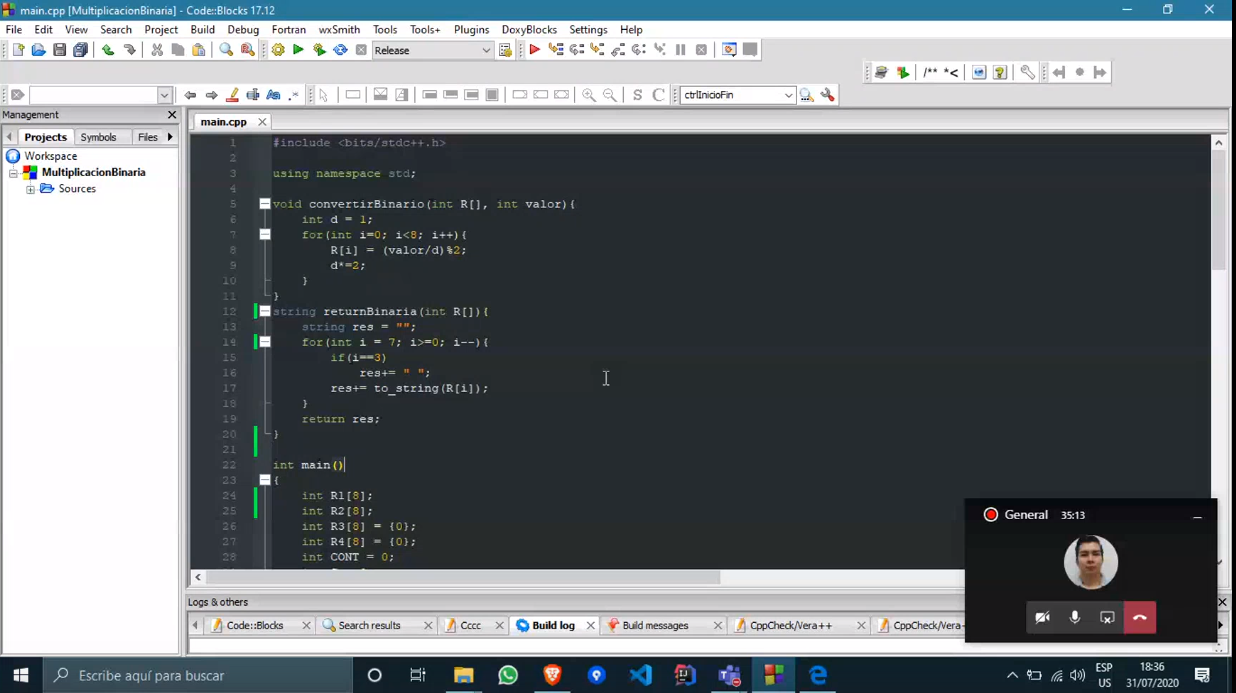 main.cpp [MultiplicacionBinaria] - Code::Blocks 17.12
File Edit View Search Project Build Debug Fortran wxSmith Tools Tools+ Plugins DoxyBlocks Settings Help
Release
/** *<
S C ctrlInicioFin
Management
main.cpp
Projects Symbols Files
Workspace
MultiplicacionBinaria
Sources
1 #include <bits/stdc++.h>
2
3 using namespace std;
4
5 void convertirBinario(int R[], int valor){
6 int d = 1;
7 for(int i=0; i<8; i++){
8 R[i] = (valor/d)%2;
9 d*=2;
10 }
11 }
12 string returnBinaria(int R[]){
13 string res = "";
14 for(int i = 7; i>=0; i--){
15 if(i==3)
16 res+= " ";
17 res+= to_string(R[i]);
18 }
19 return res;
20 }
21
22 int main()
23 {
24 int R1[8];
25 int R2[8];
26 int R3[8] = {0};
27 int R4[8] = {0};
28 int CONT = 0;
General 35:13
Logs & others
Code::Blocks Search results Cccc Build log Build messages CppCheck/Vera++ CppCheck/Vera
Escribe aquí para buscar
ESP
US
18:36
31/07/2020